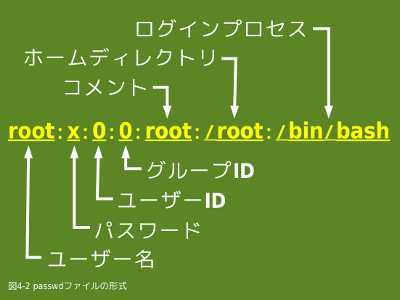 ログインプロセス
ホームディレクトリ
コメント
root:x:0:0:root:/root:/bin/bash
グループID
ユーザーID
パスワード
ユーザー名
図4-2 passwdファイルの形式